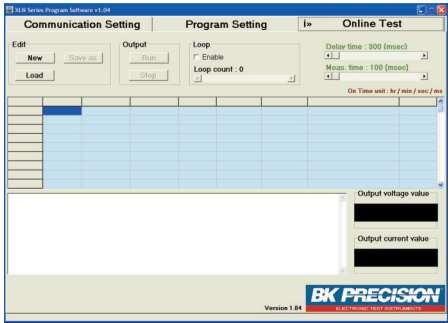 XLN Series Program Software v1.04
Communication Setting
Program Setting
i» Online Test
Edit
New
Save as
Load
Output
Run
Stop
Loop
Enable
Loop count : 0
Delay time : 300 (msec)
Meas. time : 100 (msec)
On Time unit : hr / min / sec / ms
Output voltage value
Output current value
Version 1.04
BK PRECISION
ELECTRONIC TEST INSTRUMENTS